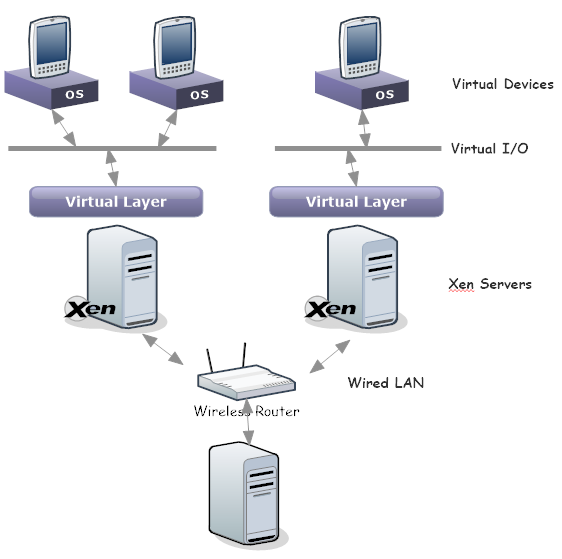 OS
OS
OS
Virtual Devices
Virtual I/O
Virtual Layer
Virtual Layer
Xen
Xen
Xen Servers
Wired LAN
Wireless Router